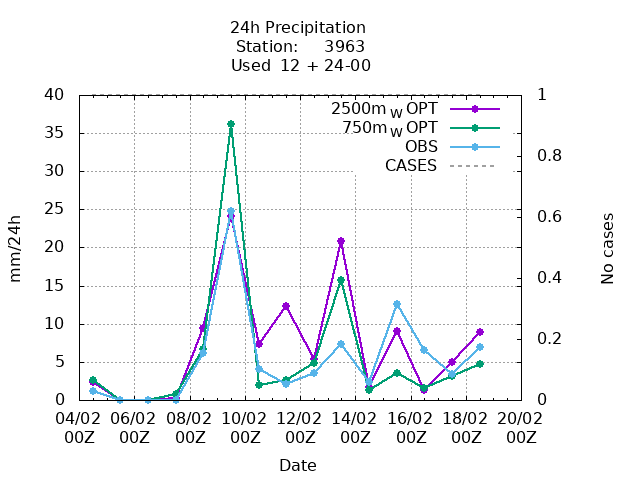 24h Precipitation
Station: 3963
Used 12 + 24-00
40 1
2500m W OPT
35 750m W OPT
OBS
0.8
CASES
30
25
0.6
20
mm/24h
No cases
15
0.4
10
0.2
5
0 0
04/02 06/02 08/02 10/02 12/02 14/02 16/02 18/02 20/02
00Z 00Z 00Z 00Z 00Z 00Z 00Z 00Z 00Z
Date